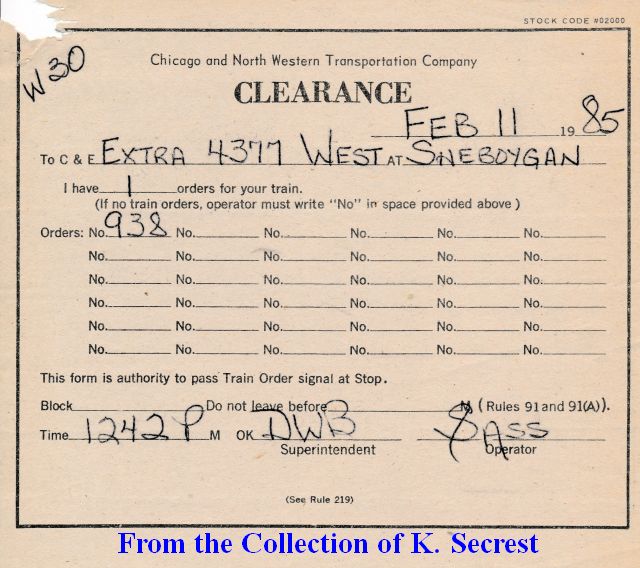 STOCK CODE #02000
W30
Chicago and North Western Transportation Company
CLEARANCE
FEB 11 1985
To C & E EXTRA 4377 WEST AT SHEBOYGAN
I have 1 orders for your train.
(If no train orders, operator must write "No" in space provided above)
Orders: No. 938 No. No. No. No. No.
No. No. No. No. No. No.
No. No. No. No. No. No.
No. No. No. No. No. No.
No. No. No. No. No. No.
No. No. No. No. No. No.
This form is authority to pass Train Order signal at Stop.
Block Do not leave before M (Rules 91 and 91(A)).
Time 1242 P M OK DWB SASS
Superintendent Operator
(See Rule 219)
From the Collection of K. Secrest